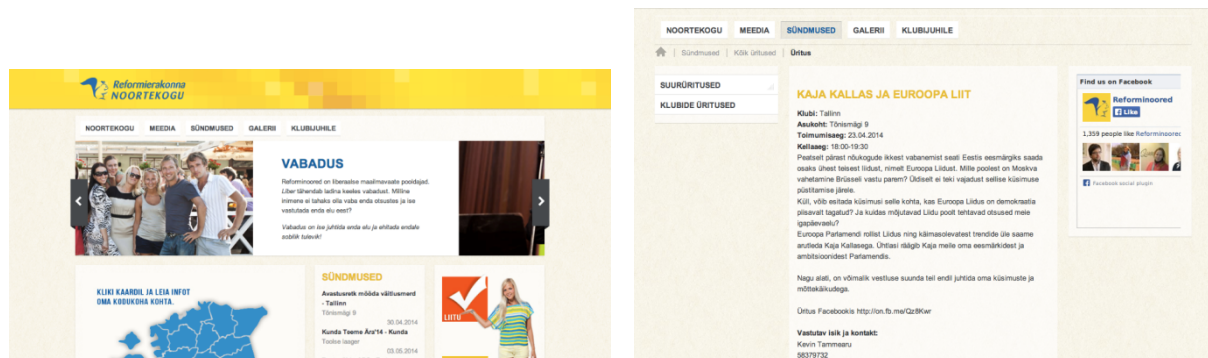 Reformierakonna
NOORTEKOGU
NOORTEKOGU MEEDIA SÜNDMUSED GALERII KLUBIJUHILE
VABADUS
Reforminoored on liberaalse maailmavaate pooldajad.
Liber tähendab ladina keeles vabadust. Milline
inimene ei tahaks olla vaba enda otsustes ja ise
vastutada enda elu eest?
Vabadus on ise juhtida enda elu ja ehitada endale
sobilik tulevik!
KLIKI KAARDIL JA LEIA INFOT
OMA KODUKOHA KOHTA.
SÜNDMUSED
Avastusretk mööda väitlusmerd
- Tallinn
Tõnismägi 9
30.04.2014
Kunda Teeme Ära'14 - Kunda
Toolse laager
03.05.2014
LIITU
NOORTEKOGU MEEDIA SÜNDMUSED GALERII KLUBIJUHILE
Sündmused | Kõik üritused | Üritus
SUURÜRITUSED
KLUBIDE ÜRITUSED
KAJA KALLAS JA EUROOPA LIIT
Klubi: Tallinn
Asukoht: Tõnismägi 9
Toimumisaeg: 23.04.2014
Kellaaeg: 18:00-19:30
Peatselt pärast nõukogude ikkest vabanemist seati Eestis eesmärgiks saada
osaks ühest teisest liidust, nimelt Euroopa Liidust. Mille poolest on Moskva
vahetamine Brüsseli vastu parem? Üldiselt ei teki vajadust sellise küsimuse
püstitamise järele.
Küll, võib esitada küsimusi selle kohta, kas Euroopa Liidus on demokraatia
piisavalt tagatud? Ja kuidas mõjutavad Liidu poolt tehtavad otsused meie
igapäevaelu?
Euroopa Parlamendi rollist Liidus ning käimasolevatest trendide üle saame
arutleda Kaja Kallasega. Ühtlasi räägib Kaja meile oma eesmärkidest ja
ambitsioonidest Parlamendis.
Nagu alati, on võimalik vestluse suunda teil endil juhtida oma küsimuste ja
mõttekäikudega.
Üritus Facebookis http://on.fb.me/Qz8Kwr
Vastutav isik ja kontakt:
Kevin Tammearu
58379732
Find us on Facebook
Reforminoored
Like
1,359 people like Reforminoored
Facebook social plugin